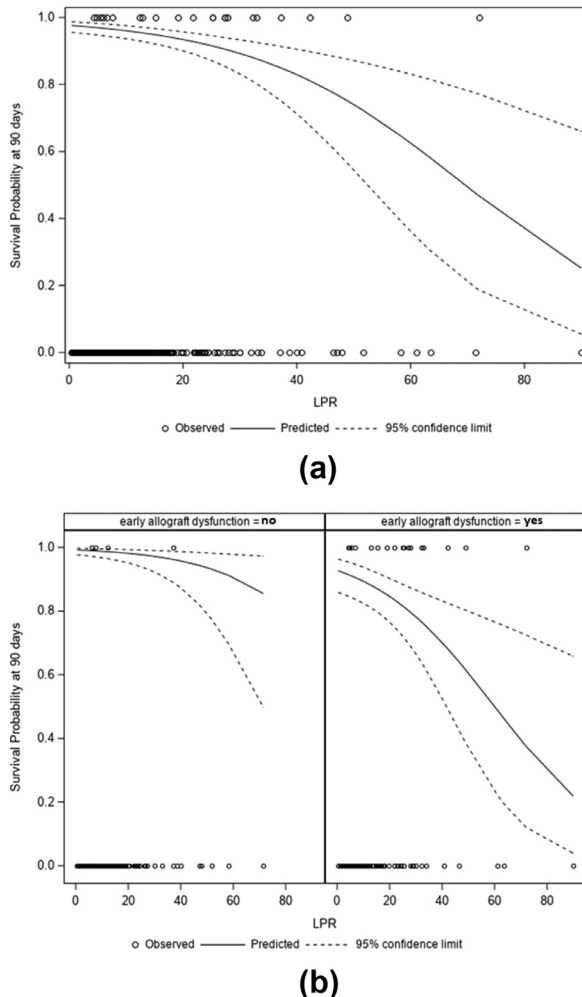 1.0
0.8
0.6
0.4
0.2
0.0
Survival Probability at 90 days
0 20 40 60 80
LPR
Observed Predicted 95% confidence limit
(a)
early allograft dysfunction = no early allograft dysfunction = yes
1.0
0.8
0.6
0.4
0.2
0.0
Survival Probability at 90 days
0 20 40 60 80 0 20 40 60 80
LPR
Observed Predicted 95% confidence limit
(b)